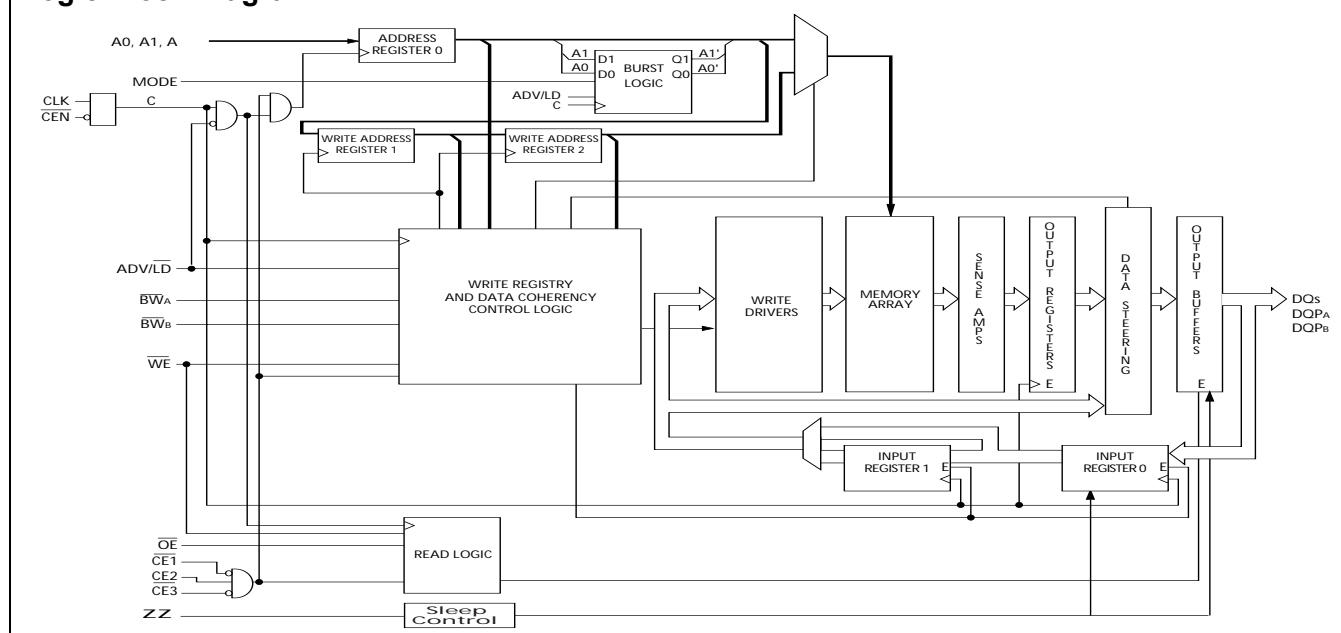 A0, A1, A
ADDRESS
REGISTER 0
MODE
CLK
CEN
C
A1
A0
D1
D0
BURST
LOGIC
Q1
Q0
A1'
A0'
ADV/LD
C
WRITE ADDRESS
REGISTER 1
WRITE ADDRESS
REGISTER 2
ADV/LD
BWA
BWB
WE
WRITE REGISTRY
AND DATA COHERENCY
CONTROL LOGIC
WRITE
DRIVERS
MEMORY
ARRAY
SENSE AMPS
OUTPUT REGISTERS
E
DATA STEERING
OUTPUT BUFFERS
E
DQs
DQPA
DQPB
INPUT
REGISTER 1
E
INPUT
REGISTER 0
E
OE
CE1
CE2
CE3
READ LOGIC
ZZ
Sleep
Control